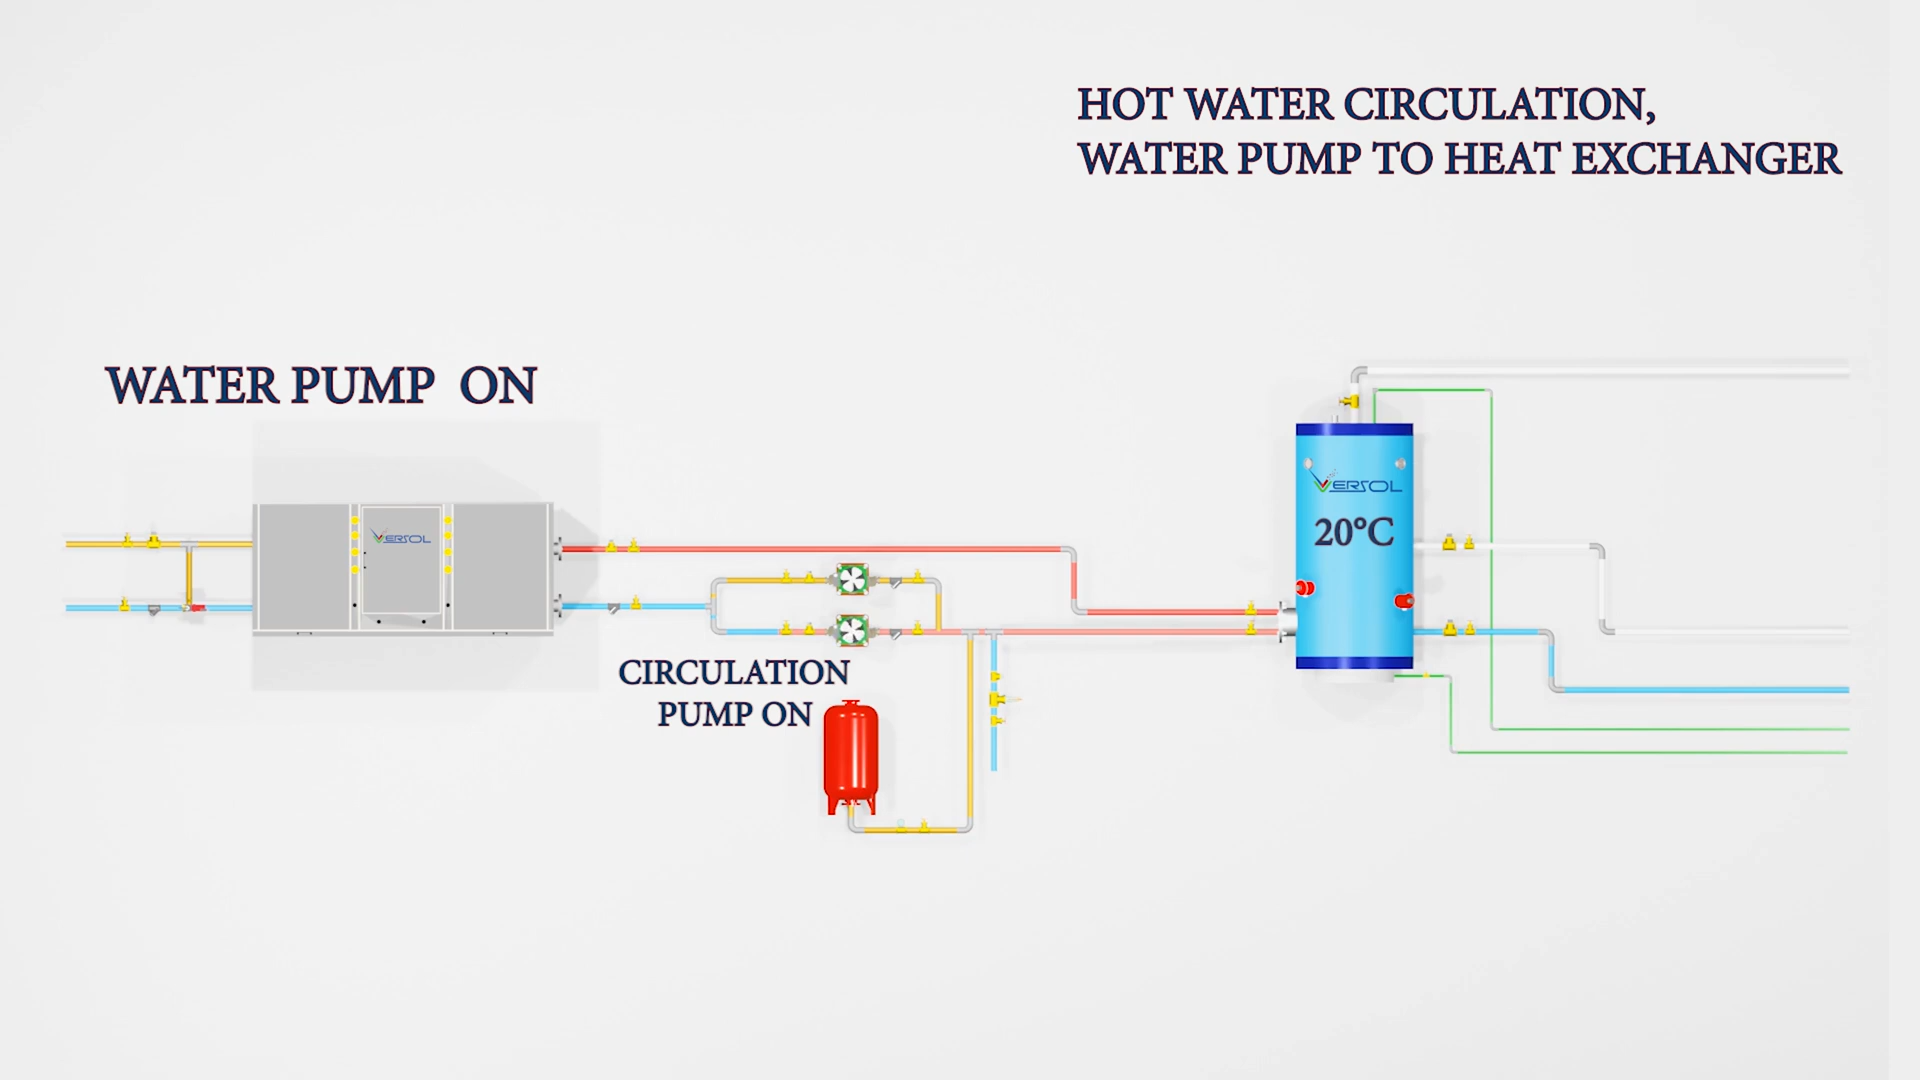 HOT WATER CIRCULATION,
WATER PUMP TO HEAT EXCHANGER
WATER PUMP ON
VERSOL
20°C
VERSOL
CIRCULATION
PUMP ON